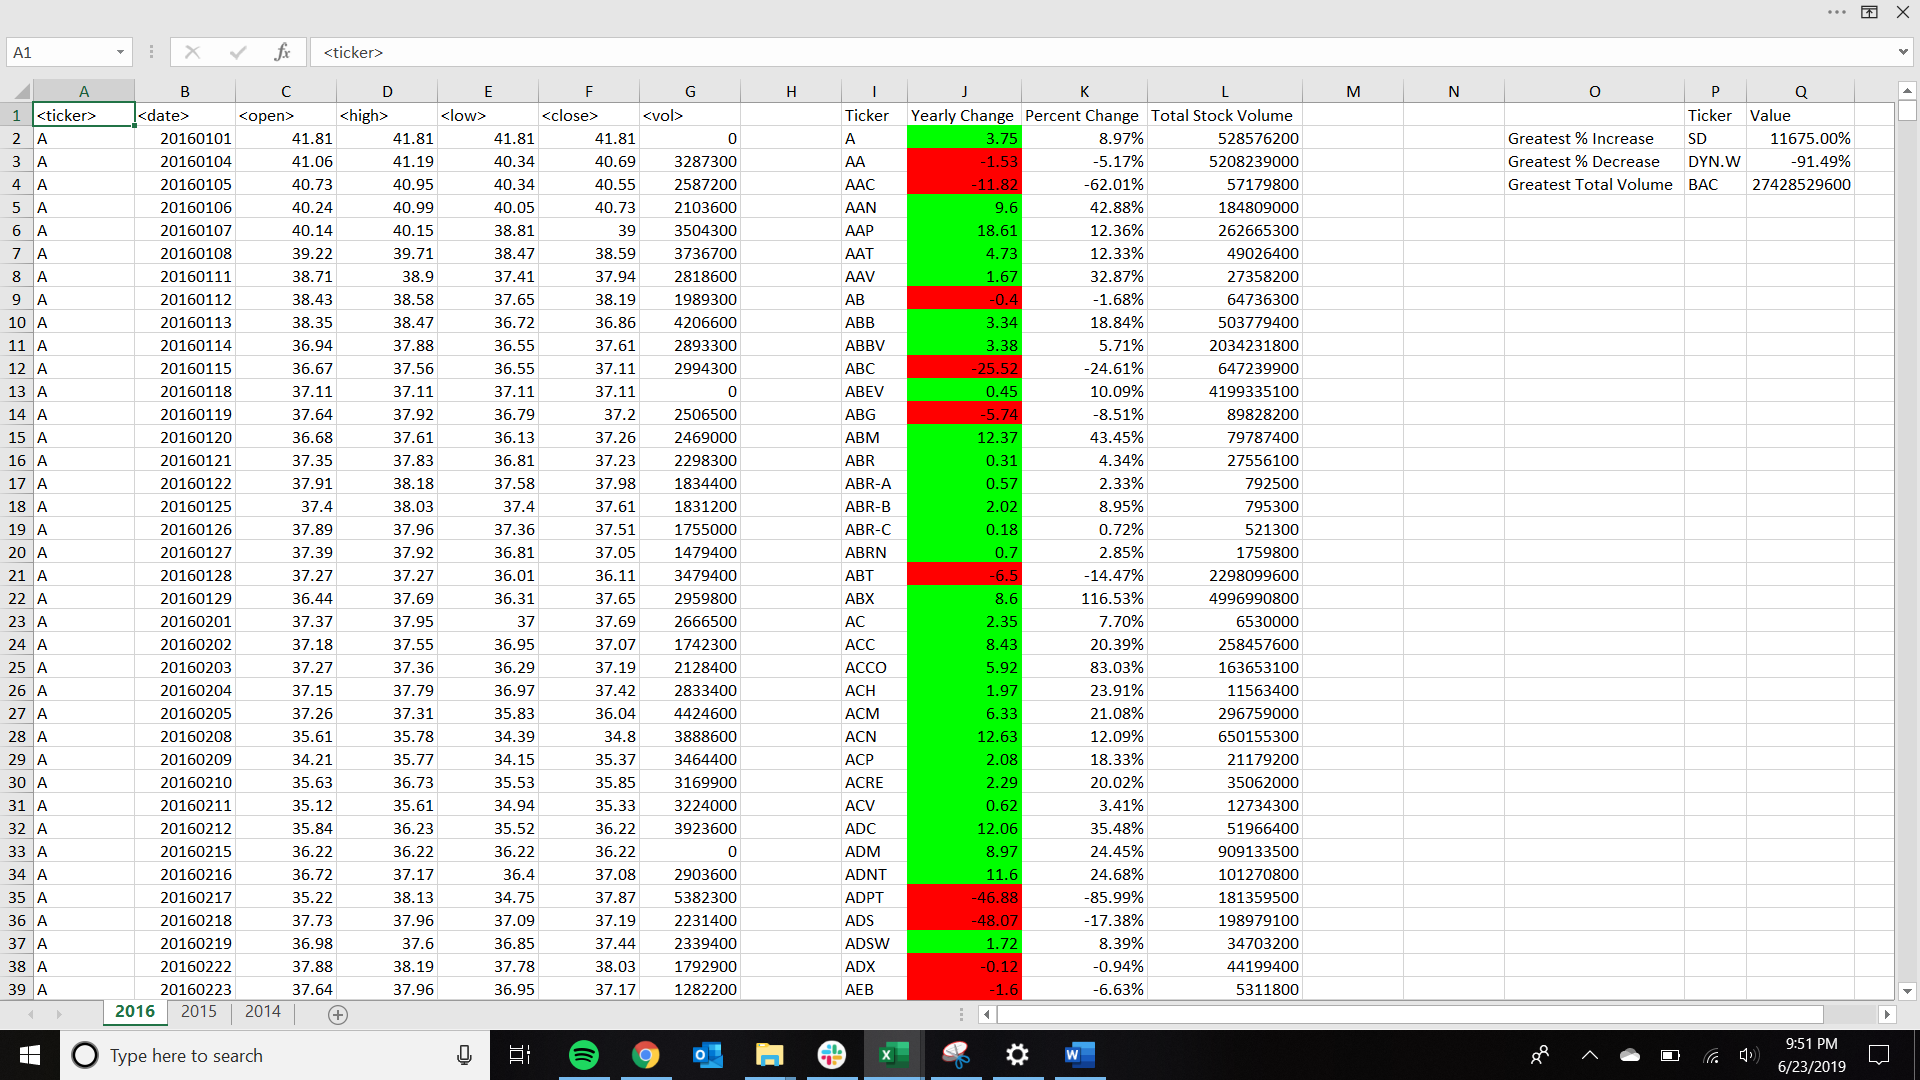 A1 <ticker>
A B C D E F G H I J K L M N O P Q
1 <ticker> <date> <open> <high> <low> <close> <vol> Ticker Yearly Change Percent Change Total Stock Volume Ticker Value
2 A 20160101 41.81 41.81 41.81 41.81 0 A 3.75 8.97% 528576200 Greatest % Increase SD 11675.00%
3 A 20160104 41.06 41.19 40.34 40.69 3287300 AA -1.53 -5.17% 5208239000 Greatest % Decrease DYN.W -91.49%
4 A 20160105 40.73 40.95 40.34 40.55 2587200 AAC -11.82 -62.01% 57179800 Greatest Total Volume BAC 27428529600
5 A 20160106 40.24 40.99 40.05 40.73 2103600 AAN 9.6 42.88% 184809000
6 A 20160107 40.14 40.15 38.81 39 3504300 AAP 18.61 12.36% 262665300
7 A 20160108 39.22 39.71 38.47 38.59 3736700 AAT 4.73 12.33% 49026400
8 A 20160111 38.71 38.9 37.41 37.94 2818600 AAV 1.67 32.87% 27358200
9 A 20160112 38.43 38.58 37.65 38.19 1989300 AB -0.4 -1.68% 64736300
10 A 20160113 38.35 38.47 36.72 36.86 4206600 ABB 3.34 18.84% 503779400
11 A 20160114 36.94 37.88 36.55 37.61 2893300 ABBV 3.38 5.71% 2034231800
12 A 20160115 36.67 37.56 36.55 37.11 2994300 ABC -25.52 -24.61% 647239900
13 A 20160118 37.11 37.11 37.11 37.11 0 ABEV 0.45 10.09% 4199335100
14 A 20160119 37.64 37.92 36.79 37.2 2506500 ABG -5.74 -8.51% 89828200
15 A 20160120 36.68 37.61 36.13 37.26 2469000 ABM 12.37 43.45% 79787400
16 A 20160121 37.35 37.83 36.81 37.23 2298300 ABR 0.31 4.34% 27556100
17 A 20160122 37.91 38.18 37.58 37.98 1834400 ABR-A 0.57 2.33% 792500
18 A 20160125 37.4 38.03 37.4 37.61 1831200 ABR-B 2.02 8.95% 795300
19 A 20160126 37.89 37.96 37.36 37.51 1755000 ABR-C 0.18 0.72% 521300
20 A 20160127 37.39 37.92 36.81 37.05 1479400 ABRN 0.7 2.85% 1759800
21 A 20160128 37.27 37.27 36.01 36.11 3479400 ABT -6.5 -14.47% 2298099600
22 A 20160129 36.44 37.69 36.31 37.65 2959800 ABX 8.6 116.53% 4996990800
23 A 20160201 37.37 37.95 37 37.69 2666500 AC 2.35 7.70% 6530000
24 A 20160202 37.18 37.55 36.95 37.07 1742300 ACC 8.43 20.39% 258457600
25 A 20160203 37.27 37.36 36.29 37.19 2128400 ACCO 5.92 83.03% 163653100
26 A 20160204 37.15 37.79 36.97 37.42 2833400 ACH 1.97 23.91% 11563400
27 A 20160205 37.26 37.31 35.83 36.04 4424600 ACM 6.33 21.08% 296759000
28 A 20160208 35.61 35.78 34.39 34.8 3888600 ACN 12.63 12.09% 650155300
29 A 20160209 34.21 35.77 34.15 35.37 3464400 ACP 2.08 18.33% 21179200
30 A 20160210 35.63 36.73 35.53 35.85 3169900 ACRE 2.29 20.02% 35062000
31 A 20160211 35.12 35.61 34.94 35.33 3224000 ACV 0.62 3.41% 12734300
32 A 20160212 35.84 36.23 35.52 36.22 3923600 ADC 12.06 35.48% 51966400
33 A 20160215 36.22 36.22 36.22 36.22 0 ADM 8.97 24.45% 909133500
34 A 20160216 36.72 37.17 36.4 37.08 2903600 ADNT 11.6 24.68% 101270800
35 A 20160217 35.22 38.13 34.75 37.87 5382300 ADPT -46.88 -85.99% 181359500
36 A 20160218 37.73 37.96 37.09 37.19 2231400 ADS -48.07 -17.38% 198979100
37 A 20160219 36.98 37.6 36.85 37.44 2339400 ADSW 1.72 8.39% 34703200
38 A 20160222 37.88 38.19 37.78 38.03 1792900 ADX -0.12 -0.94% 44199400
39 A 20160223 37.64 37.96 36.95 37.17 1282200 AEB -1.6 -6.63% 5311800
2016 2015 2014
Type here to search
9:51 PM
6/23/2019